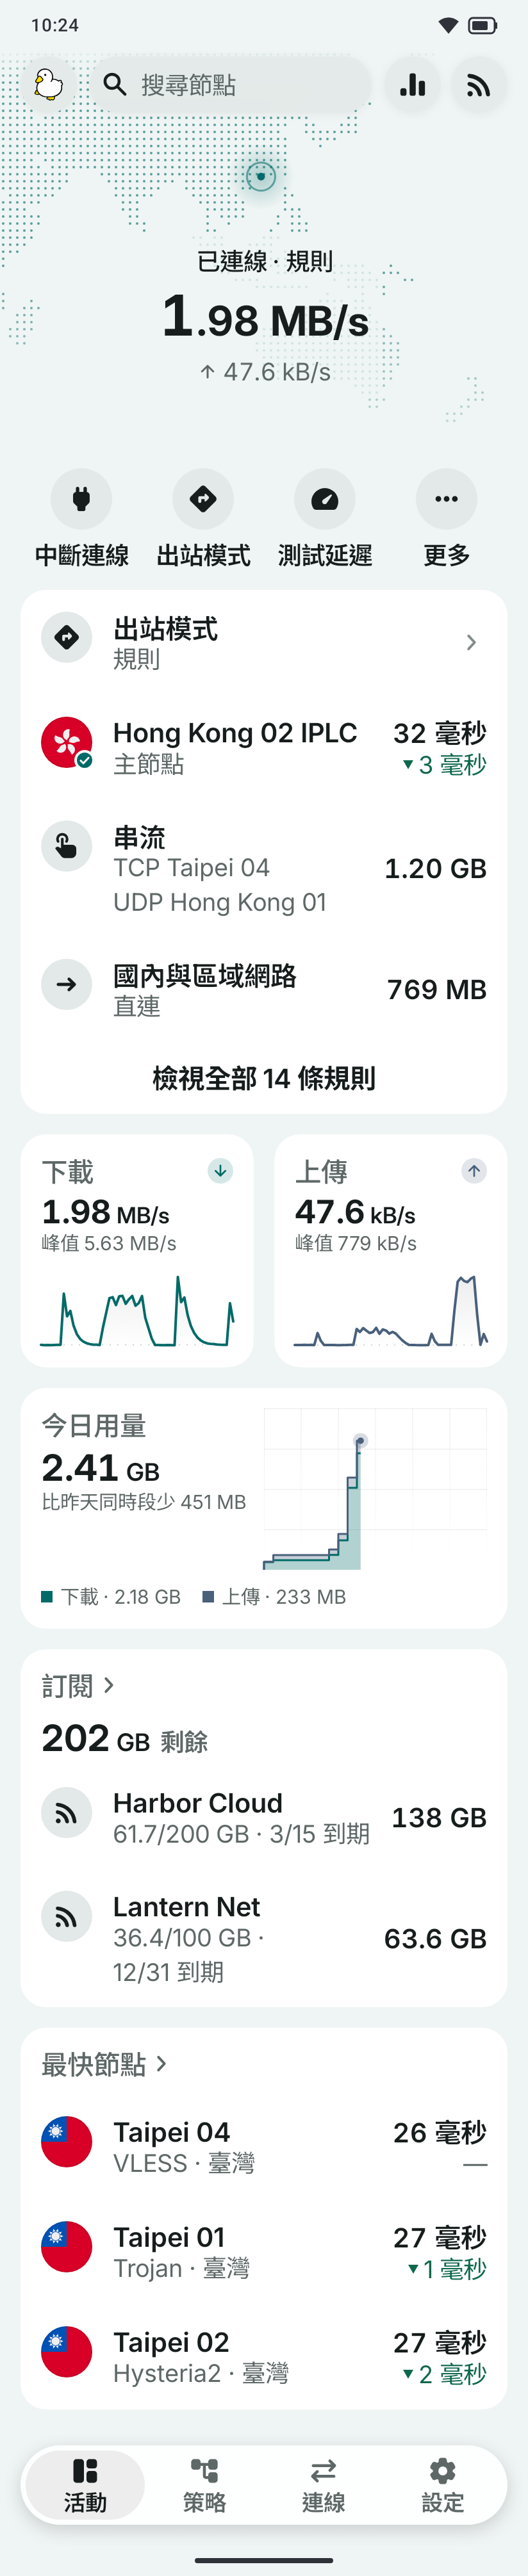 10:24
搜尋節點
已連線 · 規則
1.98 MB/s
↑ 47.6 kB/s
中斷連線 出站模式 測試延遲 更多
出站模式
規則
Hong Kong 02 IPLC 32 毫秒
主節點 ▼3 毫秒
串流
TCP Taipei 04 1.20 GB
UDP Hong Kong 01
國內與區域網路 769 MB
直連
檢視全部 14 條規則
下載
1.98 MB/s
峰值 5.63 MB/s
上傳
47.6 kB/s
峰值 779 kB/s
今日用量
2.41 GB
比昨天同時段少 451 MB
下載 · 2.18 GB 上傳 · 233 MB
訂閱
202 GB 剩餘
Harbor Cloud 138 GB
61.7/200 GB · 3/15 到期
Lantern Net
36.4/100 GB · 63.6 GB
12/31 到期
最快節點
Taipei 04 26 毫秒
VLESS · 臺灣 —
Taipei 01 27 毫秒
Trojan · 臺灣 ▼1 毫秒
Taipei 02 27 毫秒
Hysteria2 · 臺灣 ▼2 毫秒
活動 策略 連線 設定